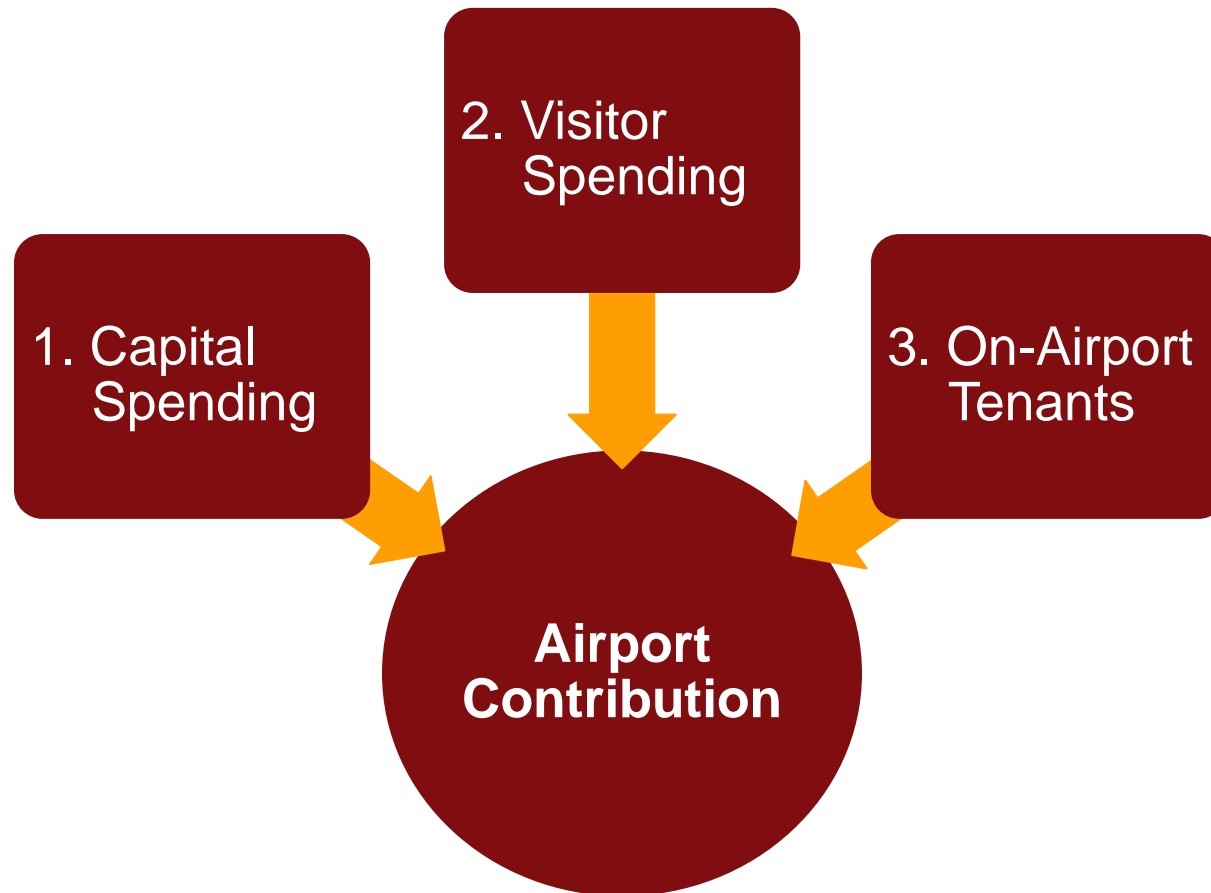 1. Capital
Spending
2. Visitor
Spending
3. On-Airport
Tenants
Airport
Contribution